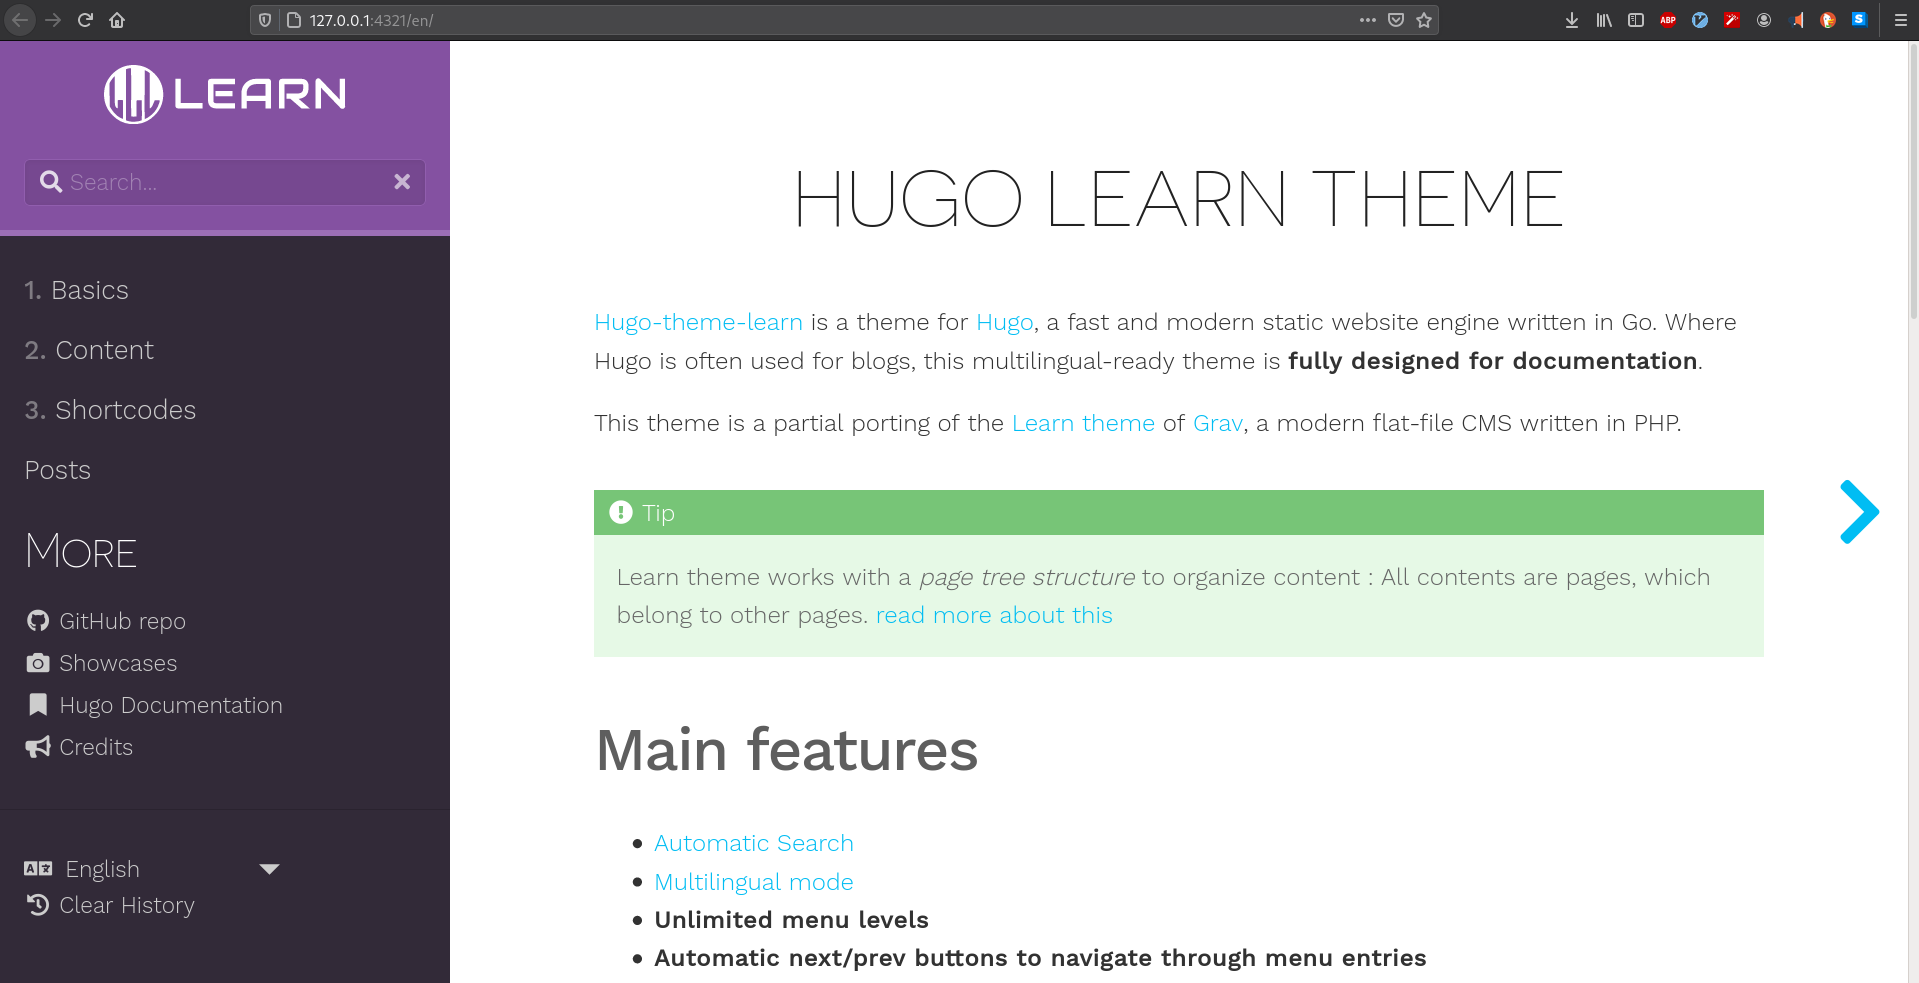 127.0.0.1:4321/en/
ABP
S
LEARN
Search...
1. Basics
2. Content
3. Shortcodes
Posts
MORE
GitHub repo
Showcases
Hugo Documentation
Credits
English
Clear History
HUGO LEARN THEME
Hugo-theme-learn is a theme for Hugo, a fast and modern static website engine written in Go. Where
Hugo is often used for blogs, this multilingual-ready theme is fully designed for documentation.
This theme is a partial porting of the Learn theme of Grav, a modern flat-file CMS written in PHP.
Tip
Learn theme works with a page tree structure to organize content : All contents are pages, which
belong to other pages. read more about this
Main features
Automatic Search
Multilingual mode
Unlimited menu levels
Automatic next/prev buttons to navigate through menu entries